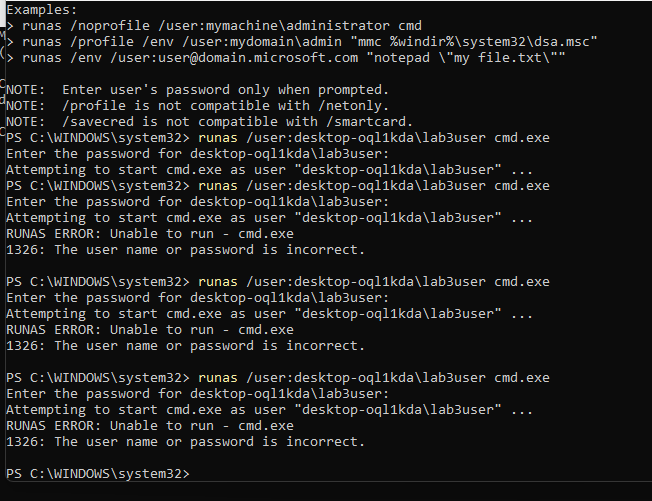 Examples:
> runas /noprofile /user:mymachine\administrator cmd
> runas /profile /env /user:mydomain\admin "mmc %windir%\system32\dsa.msc"
> runas /env /user:user@domain.microsoft.com "notepad \"my file.txt\""
NOTE:  Enter user's password only when prompted.
NOTE:  /profile is not compatible with /netonly.
NOTE:  /savecred is not compatible with /smartcard.
PS C:\WINDOWS\system32> runas /user:desktop-oql1kda\lab3user cmd.exe
Enter the password for desktop-oql1kda\lab3user:
Attempting to start cmd.exe as user "desktop-oql1kda\lab3user" ...
PS C:\WINDOWS\system32> runas /user:desktop-oql1kda\lab3user cmd.exe
Enter the password for desktop-oql1kda\lab3user:
Attempting to start cmd.exe as user "desktop-oql1kda\lab3user" ...
RUNAS ERROR: Unable to run - cmd.exe
1326: The user name or password is incorrect.
PS C:\WINDOWS\system32> runas /user:desktop-oql1kda\lab3user cmd.exe
Enter the password for desktop-oql1kda\lab3user:
Attempting to start cmd.exe as user "desktop-oql1kda\lab3user" ...
RUNAS ERROR: Unable to run - cmd.exe
1326: The user name or password is incorrect.
PS C:\WINDOWS\system32> runas /user:desktop-oql1kda\lab3user cmd.exe
Enter the password for desktop-oql1kda\lab3user:
Attempting to start cmd.exe as user "desktop-oql1kda\lab3user" ...
RUNAS ERROR: Unable to run - cmd.exe
1326: The user name or password is incorrect.
PS C:\WINDOWS\system32>